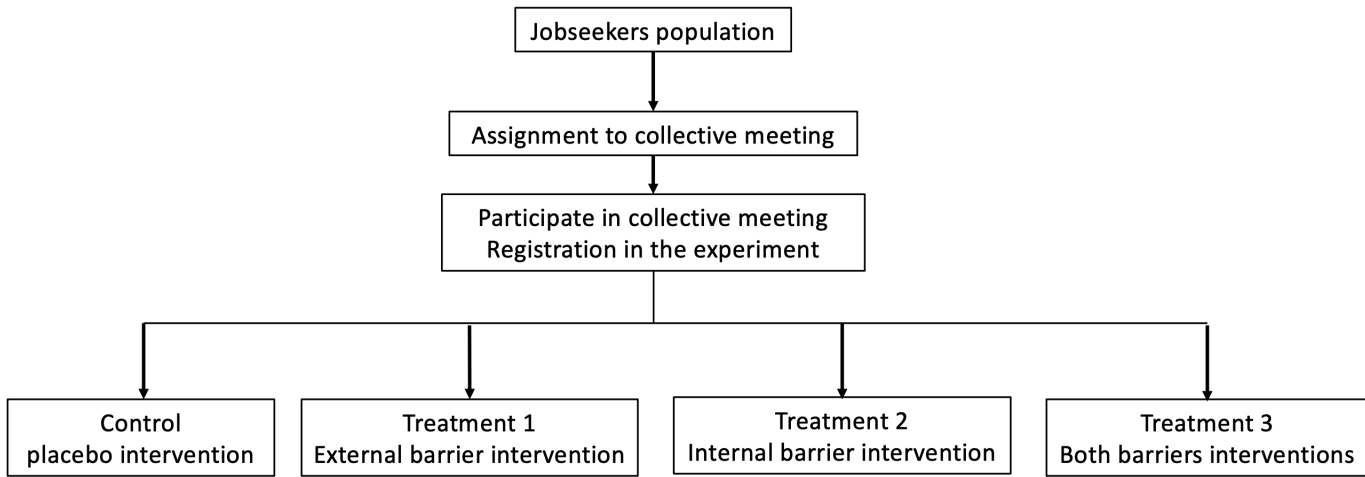 Jobseekers population
Assignment to collective meeting
Participate in collective meeting
Registration in the experiment
Control
placebo intervention
Treatment 1
External barrier intervention
Treatment 2
Internal barrier intervention
Treatment 3
Both barriers interventions